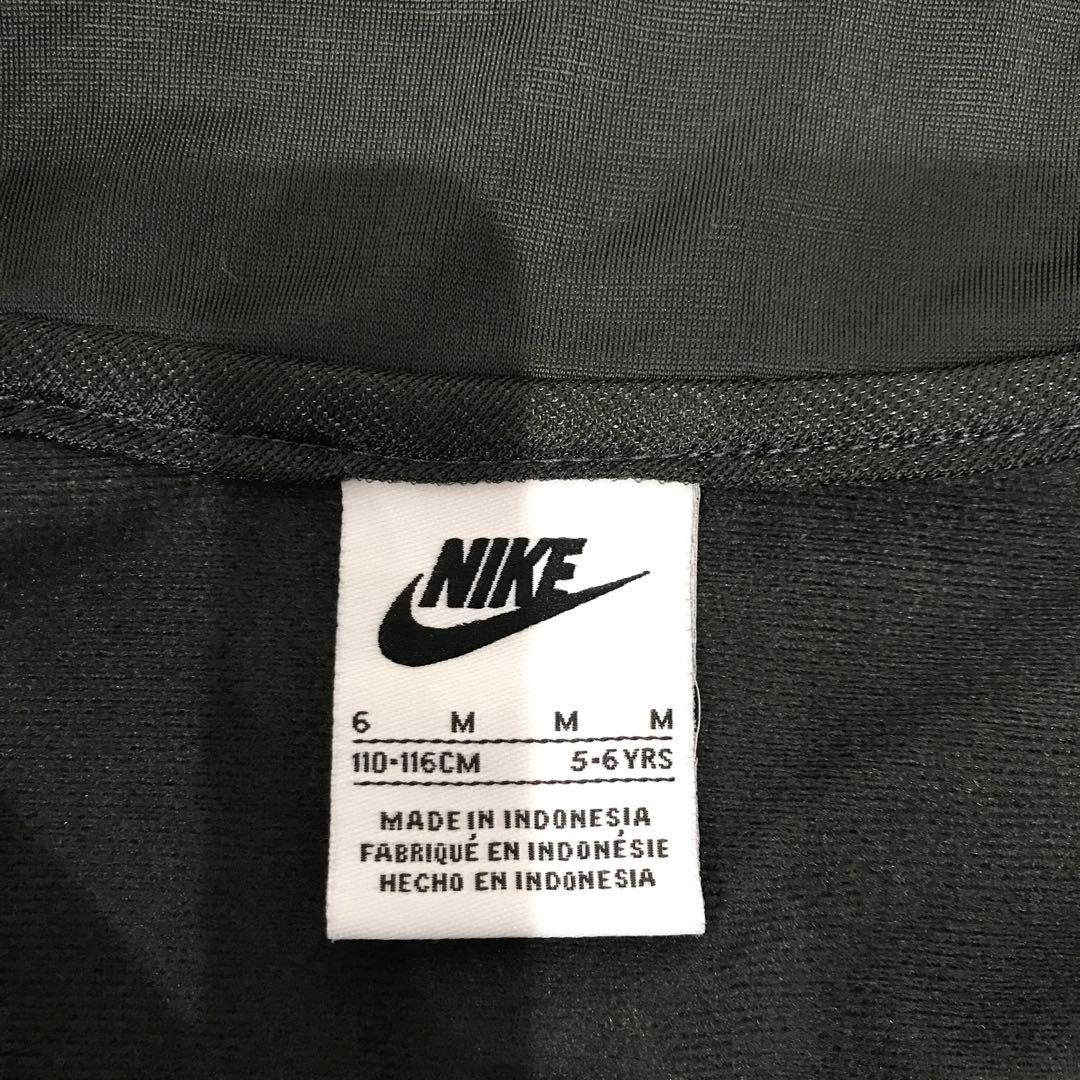 NIKE
6 M M M
110-116CM 5-6YRS
MADE IN INDONESIA
FABRIQUÉ EN INDONÉSIE
HECHO EN INDONESIA